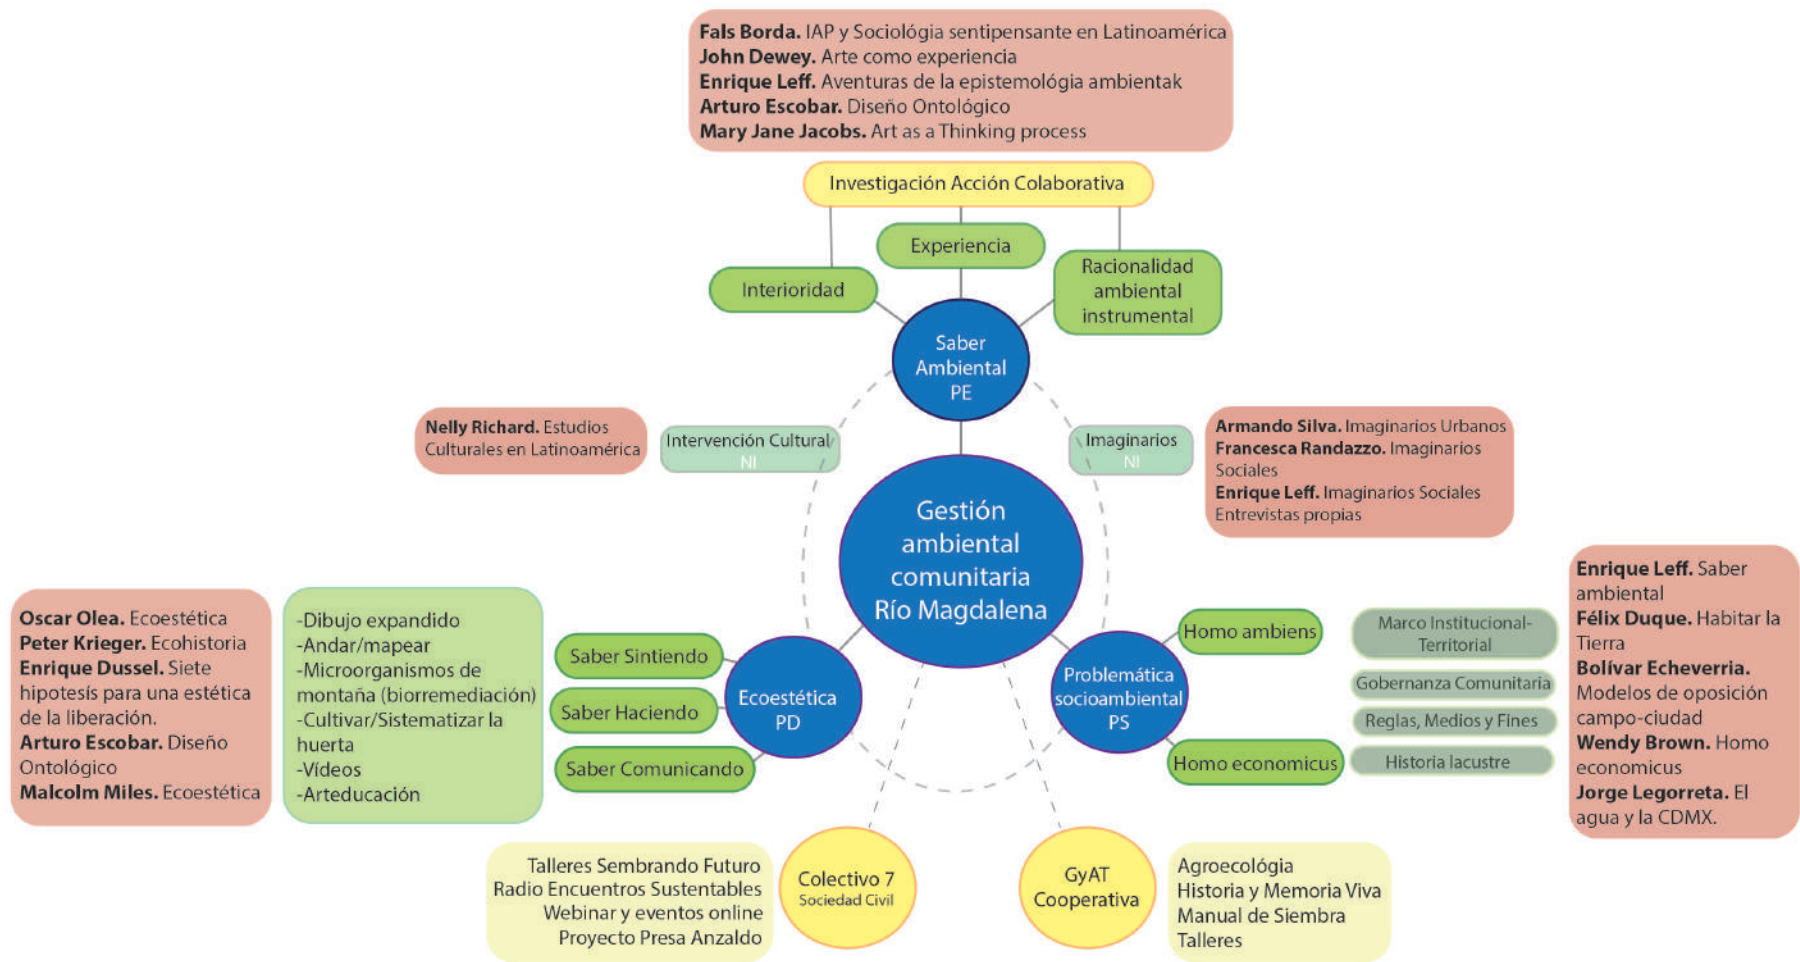 Fals Borda. IAP y Sociológia sentipensante en Latinoamérica
John Dewey. Arte como experiencia
Enrique Leff. Aventuras de la epistemológia ambientak
Arturo Escobar. Diseño Ontológico
Mary Jane Jacobs. Art as a Thinking process
Investigación Acción Colaborativa
Experiencia
Interioridad
Racionalidad
ambiental
instrumental
Saber
Ambiental
PE
Nelly Richard. Estudios
Culturales en Latinoamérica
Intervención Cultural
NI
Imaginarios
NI
Armando Silva. Imaginarios Urbanos
Francesca Randazzo. Imaginarios
Sociales
Enrique Leff. Imaginarios Sociales
Entrevistas propias
Gestión
ambiental
comunitaria
Río Magdalena
Oscar Olea. Ecoestética
Peter Krieger. Ecohistoria
Enrique Dussel. Siete
hipotesís para una estética
de la liberación.
Arturo Escobar. Diseño
Ontológico
Malcolm Miles. Ecoestética
-Dibujo expandido
-Andar/mapear
-Microorganismos de
montaña (biorremediación)
-Cultivar/Sistematizar la
huerta
-Vídeos
-Arteducación
Saber Sintiendo
Saber Haciendo
Saber Comunicando
Ecoestética
PD
Problemática
socioambiental
PS
Homo ambiens
Homo economicus
Marco Institucional-
Territorial
Gobernanza Comunitaria
Reglas, Medios y Fines
Historia lacustre
Enrique Leff. Saber
ambiental
Félix Duque. Habitar la
Tierra
Bolívar Echeverria.
Modelos de oposición
campo-ciudad
Wendy Brown. Homo
economicus
Jorge Legorreta. El
agua y la CDMX.
Talleres Sembrando Futuro
Radio Encuentros Sustentables
Webinar y eventos online
Proyecto Presa Anzaldo
Colectivo 7
Sociedad Civil
GyAT
Cooperativa
Agroecológia
Historia y Memoria Viva
Manual de Siembra
Talleres